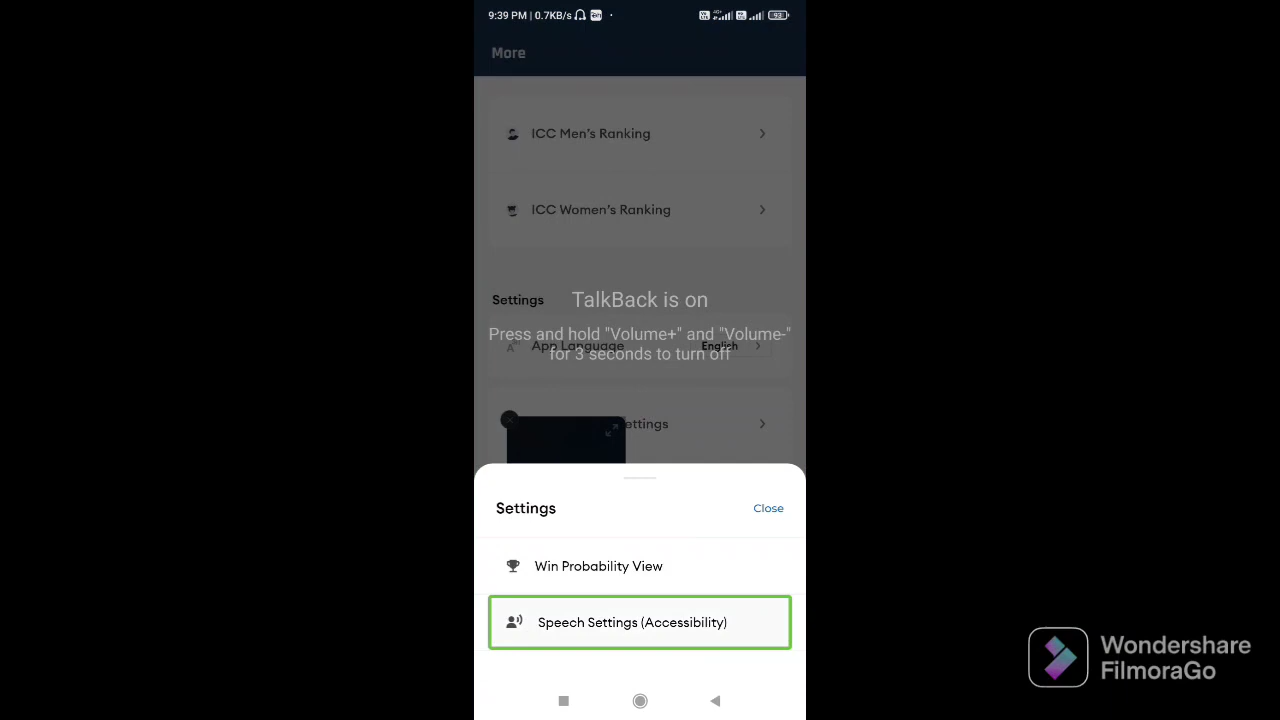 9:39 PM | 0.7KB/s
93
More
ICC Men's Ranking
ICC Women's Ranking
Settings
TalkBack is on
Press and hold "Volume+" and "Volume-"
for 3 seconds to turn off
App Language
English
ettings
Settings
Close
Win Probability View
Speech Settings (Accessibility)
Wondershare
FilmoraGo